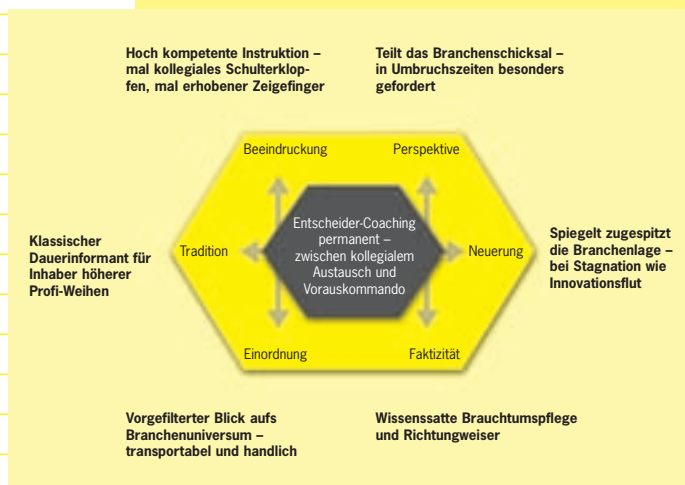 Hoch kompetente Instruktion –
mal kollegiales Schulterklop-
fen, mal erhobener Zeigefinger
Teilt das Branchenschicksal –
in Umbruchszeiten besonders
gefordert
Beeindruckung
Perspektive
Klassischer
Dauerinformant für
Inhaber höherer
Profi-Weihen
Tradition
Entscheider-Coaching
permanent –
zwischen kollegialem
Austausch und
Vorauskommando
Neuerung
Spiegelt zugespitzt
die Branchenlage –
bei Stagnation wie
Innovationsflut
Einordnung
Faktizität
Vorgefilterter Blick aufs
Branchenuniversum –
transportabel und handlich
Wissenssatte Brauchtumspflege
und Richtungweiser